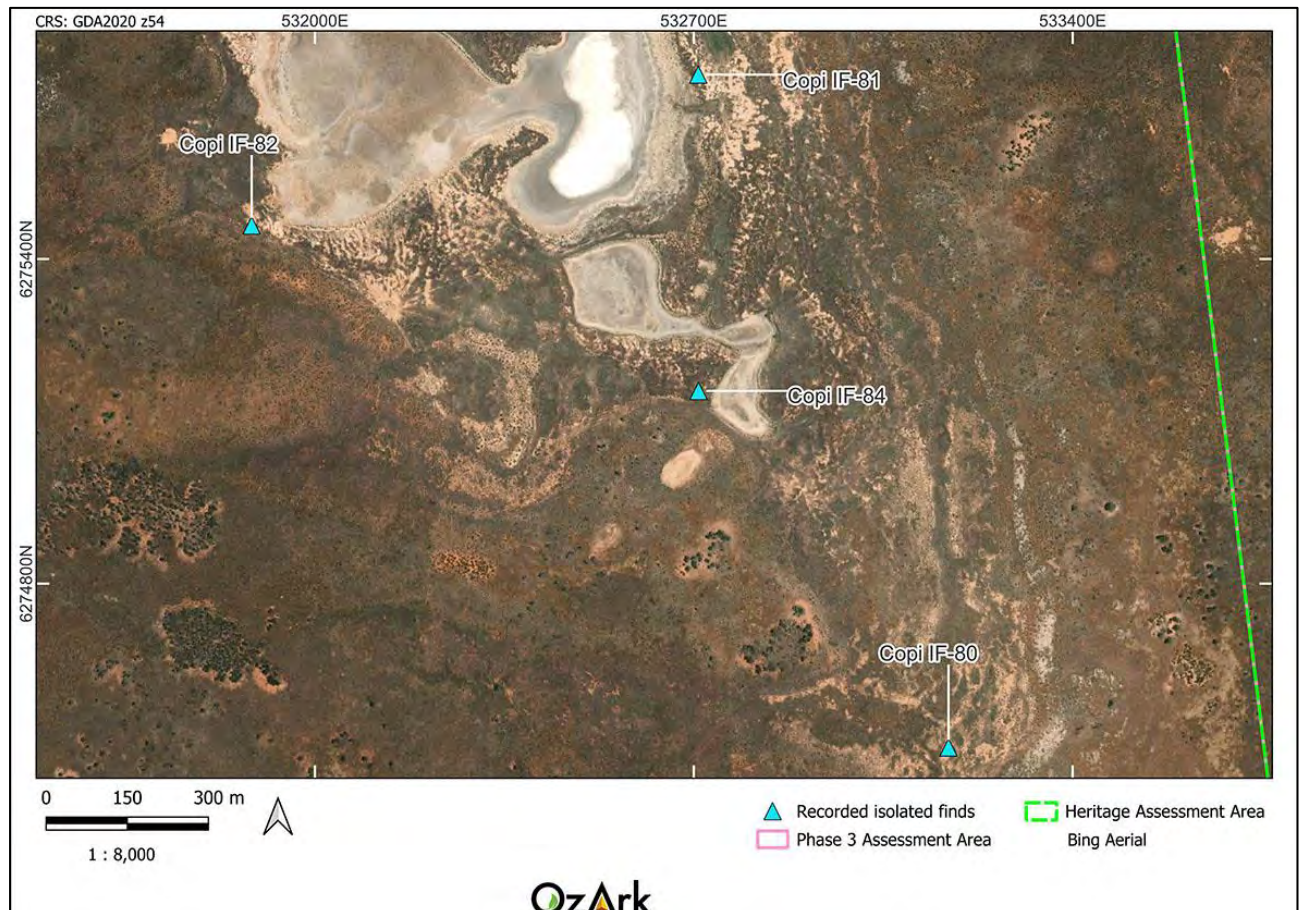 CRS: GDA2020 z54
532000E
532700E
533400E
Copi IF-81
Copi IF-82
6275400N
Copi IF-84
6274800N
Copi IF-80
0 150 300 m
1 : 8,000
Recorded isolated finds
Phase 3 Assessment Area
Heritage Assessment Area
Bing Aerial
OzArk